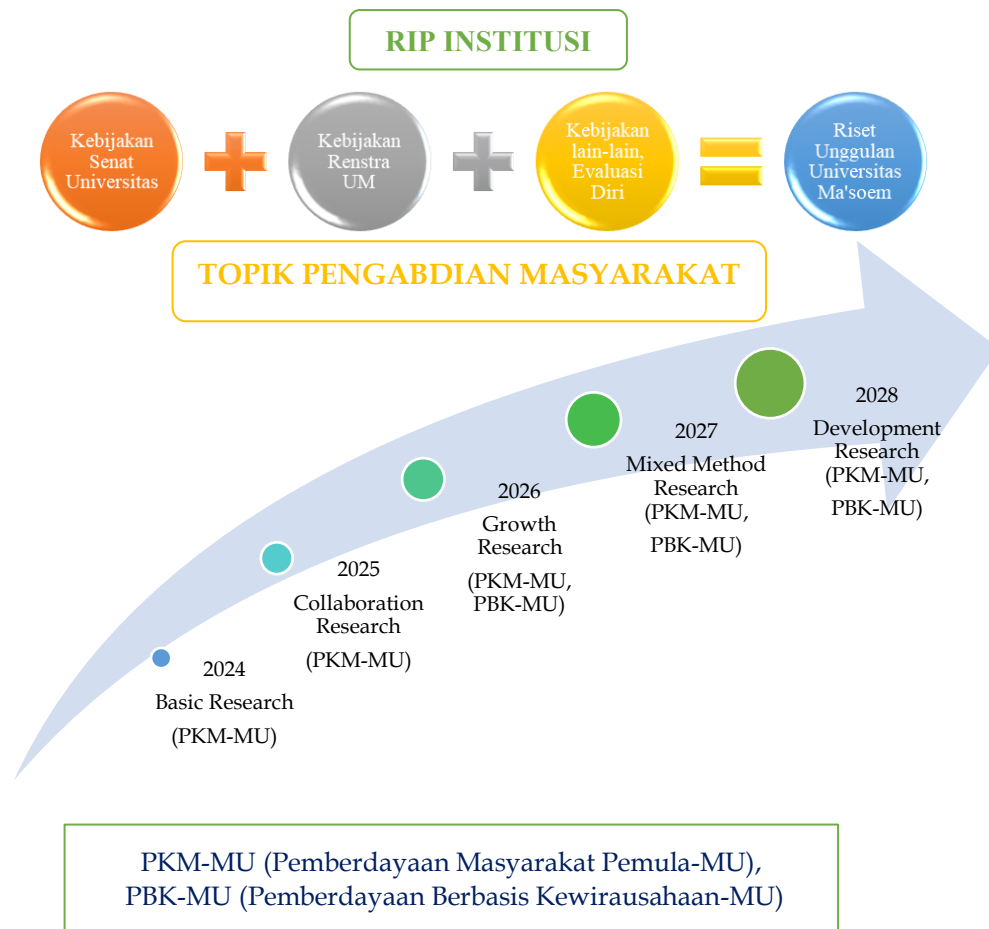 RIP INSTITUSI
Kebijakan
Senat
Universitas
Kebijakan
Renstra
UM
Kebijakan
lain-lain,
Evaluasi
Diri
Riset
Unggulan
Universitas
Ma'soem
TOPIK PENGABDIAN MASYARAKAT
2024
Basic Research
(PKM-MU)
2025
Collaboration
Research
(PKM-MU)
2026
Growth
Research
(PKM-MU,
PBK-MU)
2027
Mixed Method
Research
(PKM-MU,
PBK-MU)
2028
Development
Research
(PKM-MU,
PBK-MU)
PKM-MU (Pemberdayaan Masyarakat Pemula-MU),
PBK-MU (Pemberdayaan Berbasis Kewirausahaan-MU)